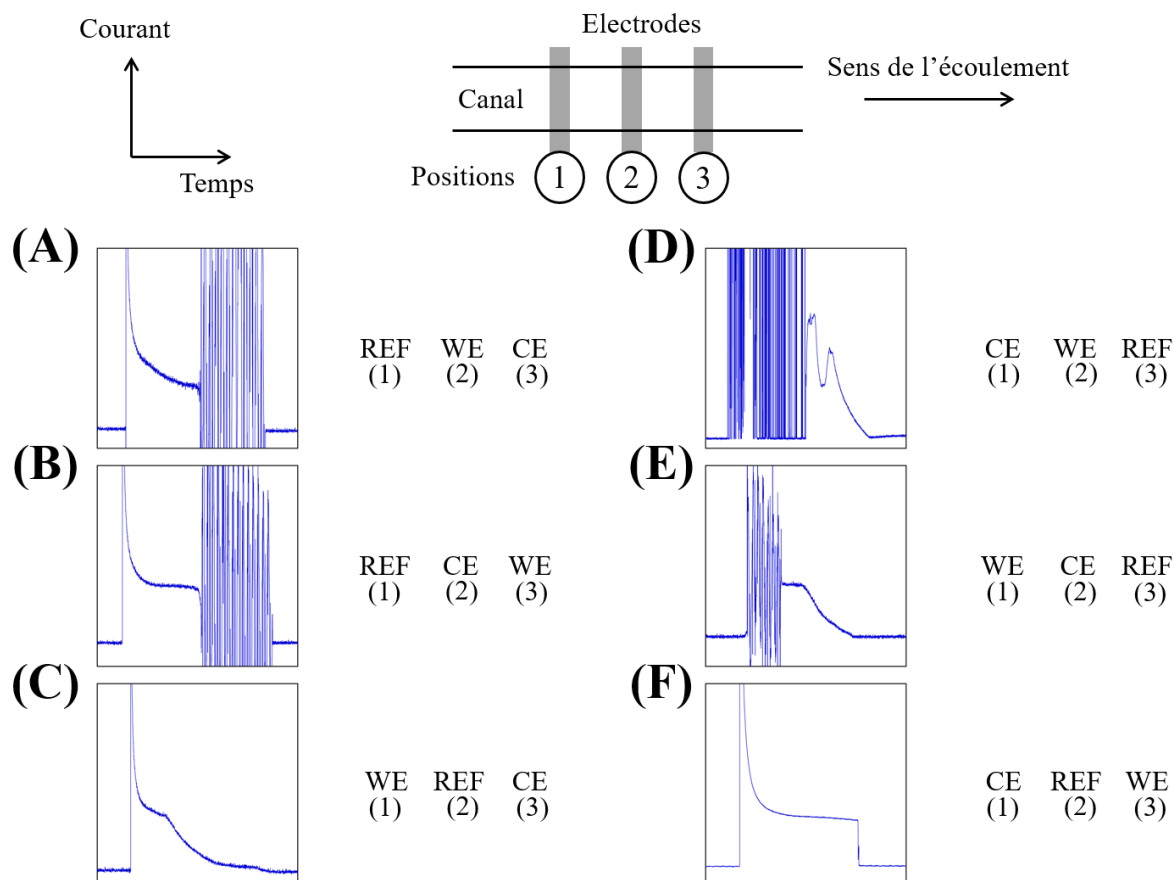 Courant
Temps
Electrodes
Canal
Sens de l’écoulement
Positions 1 2 3
(A)
REF WE CE
(1) (2) (3)
(D)
CE WE REF
(1) (2) (3)
(B)
REF CE WE
(1) (2) (3)
(E)
WE CE REF
(1) (2) (3)
(C)
WE REF CE
(1) (2) (3)
(F)
CE REF WE
(1) (2) (3)